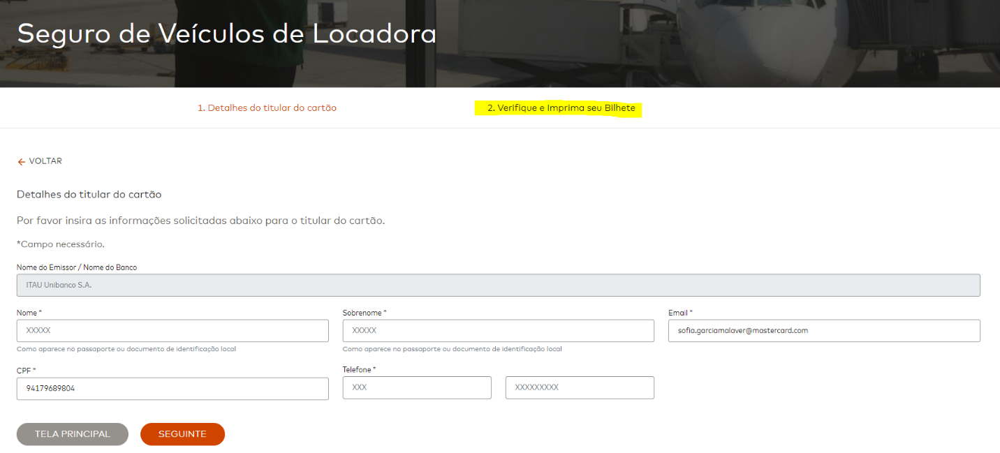 Seguro de Veículos de Locadora
1. Detalhes do titular do cartão
2. Verifique e Imprima seu Bilhete
← VOLTAR
Detalhes do titular do cartão
Por favor insira as informações solicitadas abaixo para o titular do cartão.
*Campo necessário.
Nome do Emissor / Nome do Banco
ITAU Unibanco S.A.
Nome * Sobrenome * Email *
XXXXX XXXXX sofia.garciamalaver@mastercard.com
Como aparece no passaporte ou documento de identificação local Como aparece no passaporte ou documento de identificação local
CPF * Telefone *
94179689804 XXX XXXXXXXXX
TELA PRINCIPAL SEGUINTE